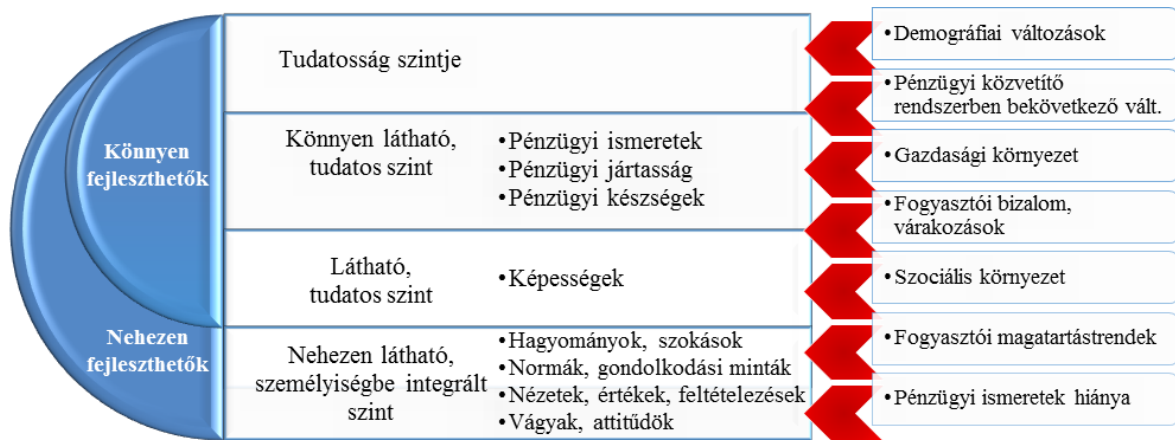 Könnyen
fejleszthetők
Nehezen
fejleszthetők
Tudatosság szintje
Könnyen látható,
tudatos szint
•Pénzügyi ismeretek
•Pénzügyi jártasság
•Pénzügyi készségek
Látható,
tudatos szint
•Képességek
Nehezen látható,
személyiségbe integrált
szint
•Hagyományok, szokások
•Normák, gondolkodási minták
•Nézetek, értékek, feltételezések
•Vágyak, attitűdök
•Demográfiai változások
•Pénzügyi közvetítő
rendszerben bekövetkező vált.
•Gazdasági környezet
•Fogyasztói bizalom,
várakozások
•Szociális környezet
•Fogyasztói magatartástrendek
•Pénzügyi ismeretek hiánya